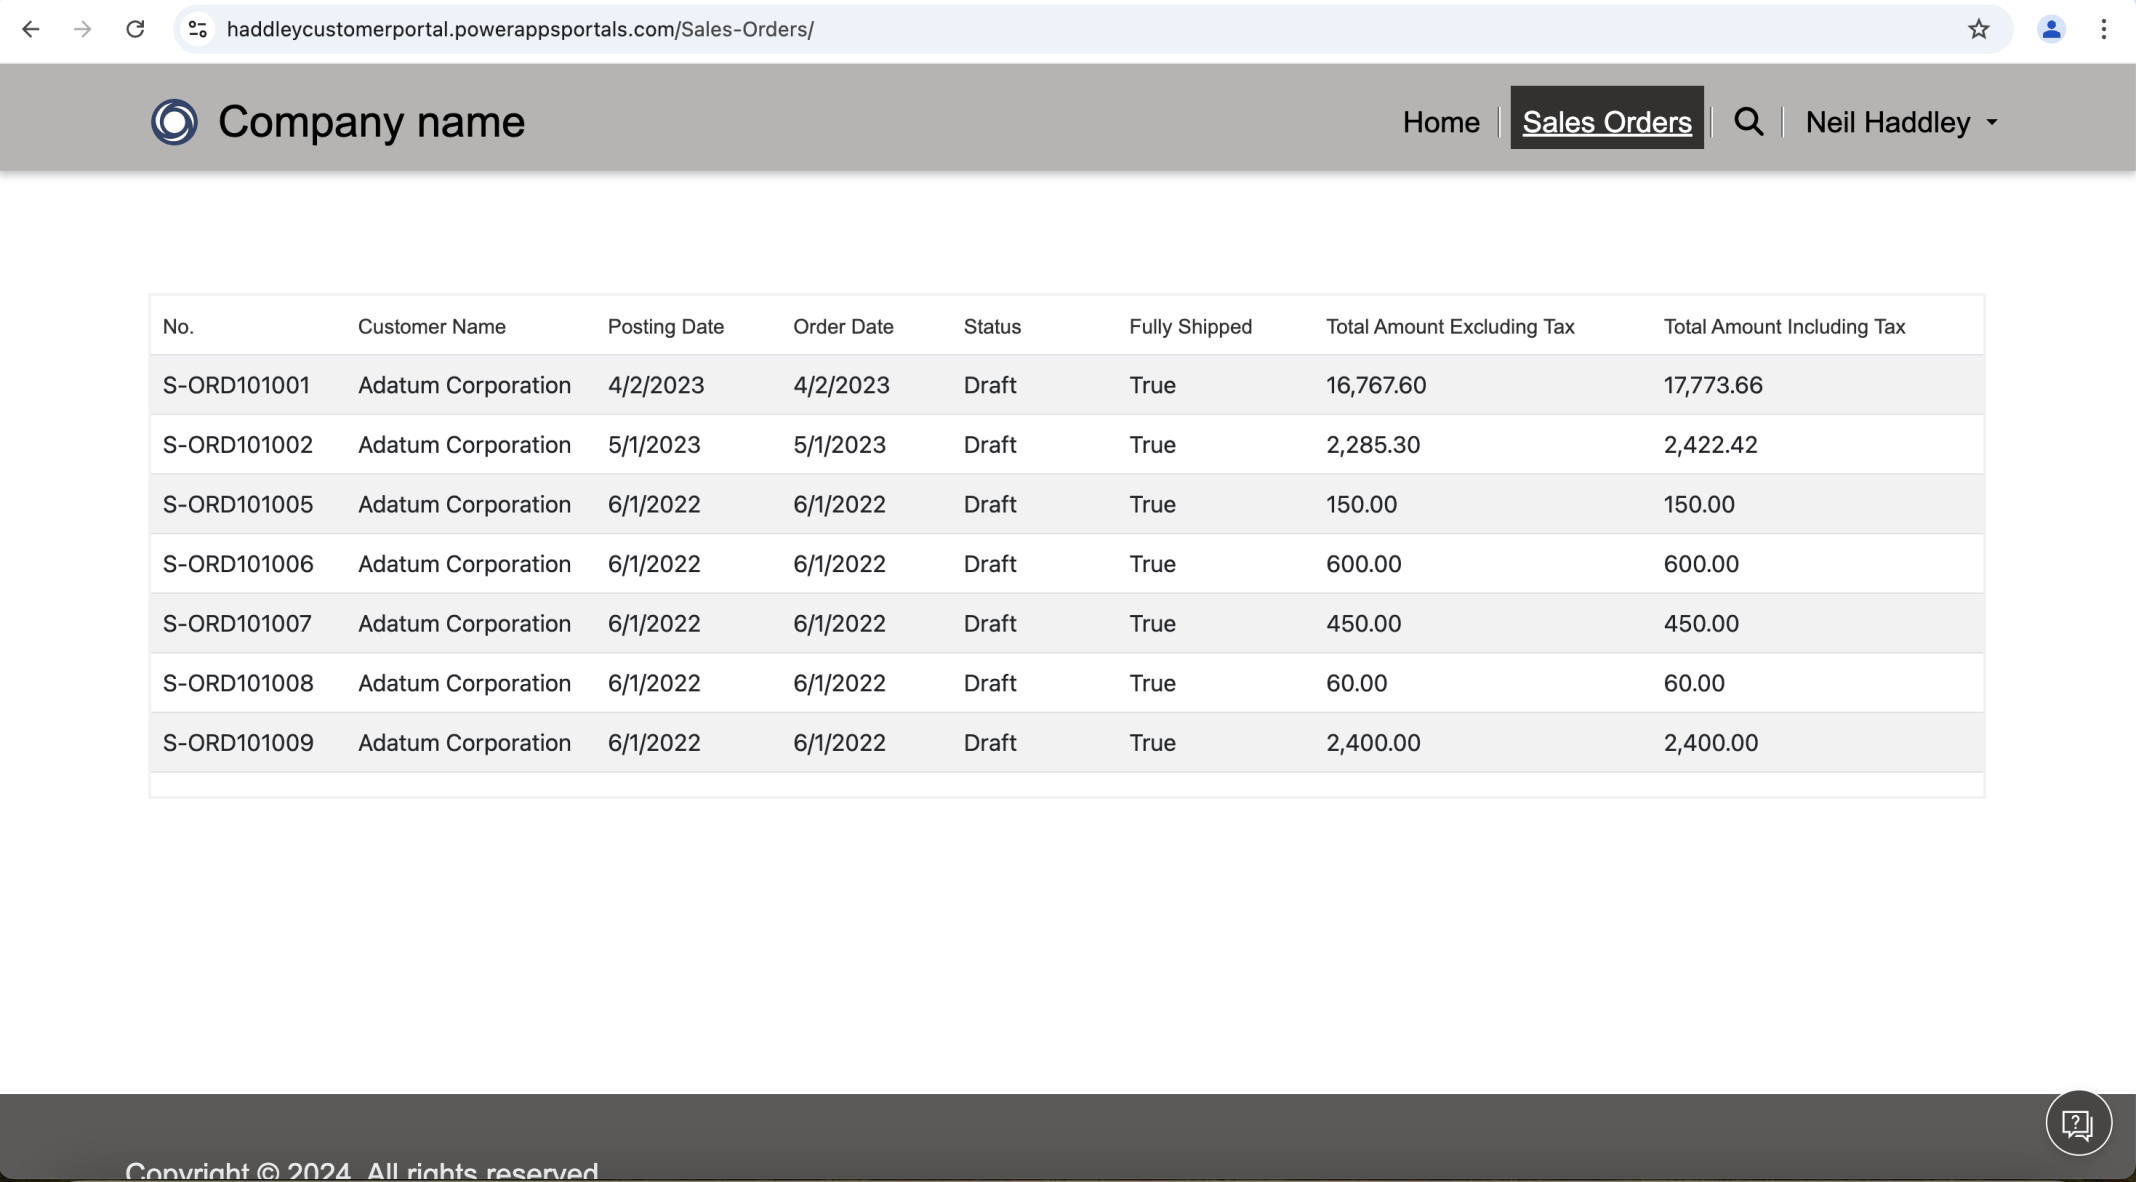 haddleycustomerportal.powerappsportals.com/Sales-Orders/
Company name Home Sales Orders Neil Haddley
No. Customer Name Posting Date Order Date Status Fully Shipped Total Amount Excluding Tax Total Amount Including Tax
S-ORD101001 Adatum Corporation 4/2/2023 4/2/2023 Draft True 16,767.60 17,773.66
S-ORD101002 Adatum Corporation 5/1/2023 5/1/2023 Draft True 2,285.30 2,422.42
S-ORD101005 Adatum Corporation 6/1/2022 6/1/2022 Draft True 150.00 150.00
S-ORD101006 Adatum Corporation 6/1/2022 6/1/2022 Draft True 600.00 600.00
S-ORD101007 Adatum Corporation 6/1/2022 6/1/2022 Draft True 450.00 450.00
S-ORD101008 Adatum Corporation 6/1/2022 6/1/2022 Draft True 60.00 60.00
S-ORD101009 Adatum Corporation 6/1/2022 6/1/2022 Draft True 2,400.00 2,400.00
Copyright © 2024. All rights reserved.